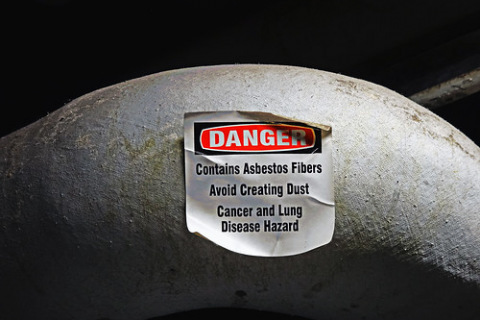 DANGER
Contains Asbestos Fibers
Avoid Creating Dust
Cancer and Lung
Disease Hazard